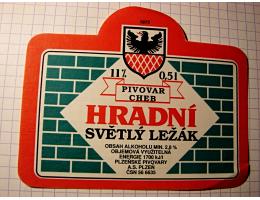 11% 0,5l
PIVOVAR
CHEB
HRADNÍ
SVĚTLÝ LEŽÁK
OBSAH ALKOHOLU MIN. 2,8 %
OBJEMOVÁ VYUŽITELNÁ
ENERGIE 1700 kJ/l
PLZEŇSKÉ PIVOVARY
A.S. PLZEŇ
ČSN 56 6635